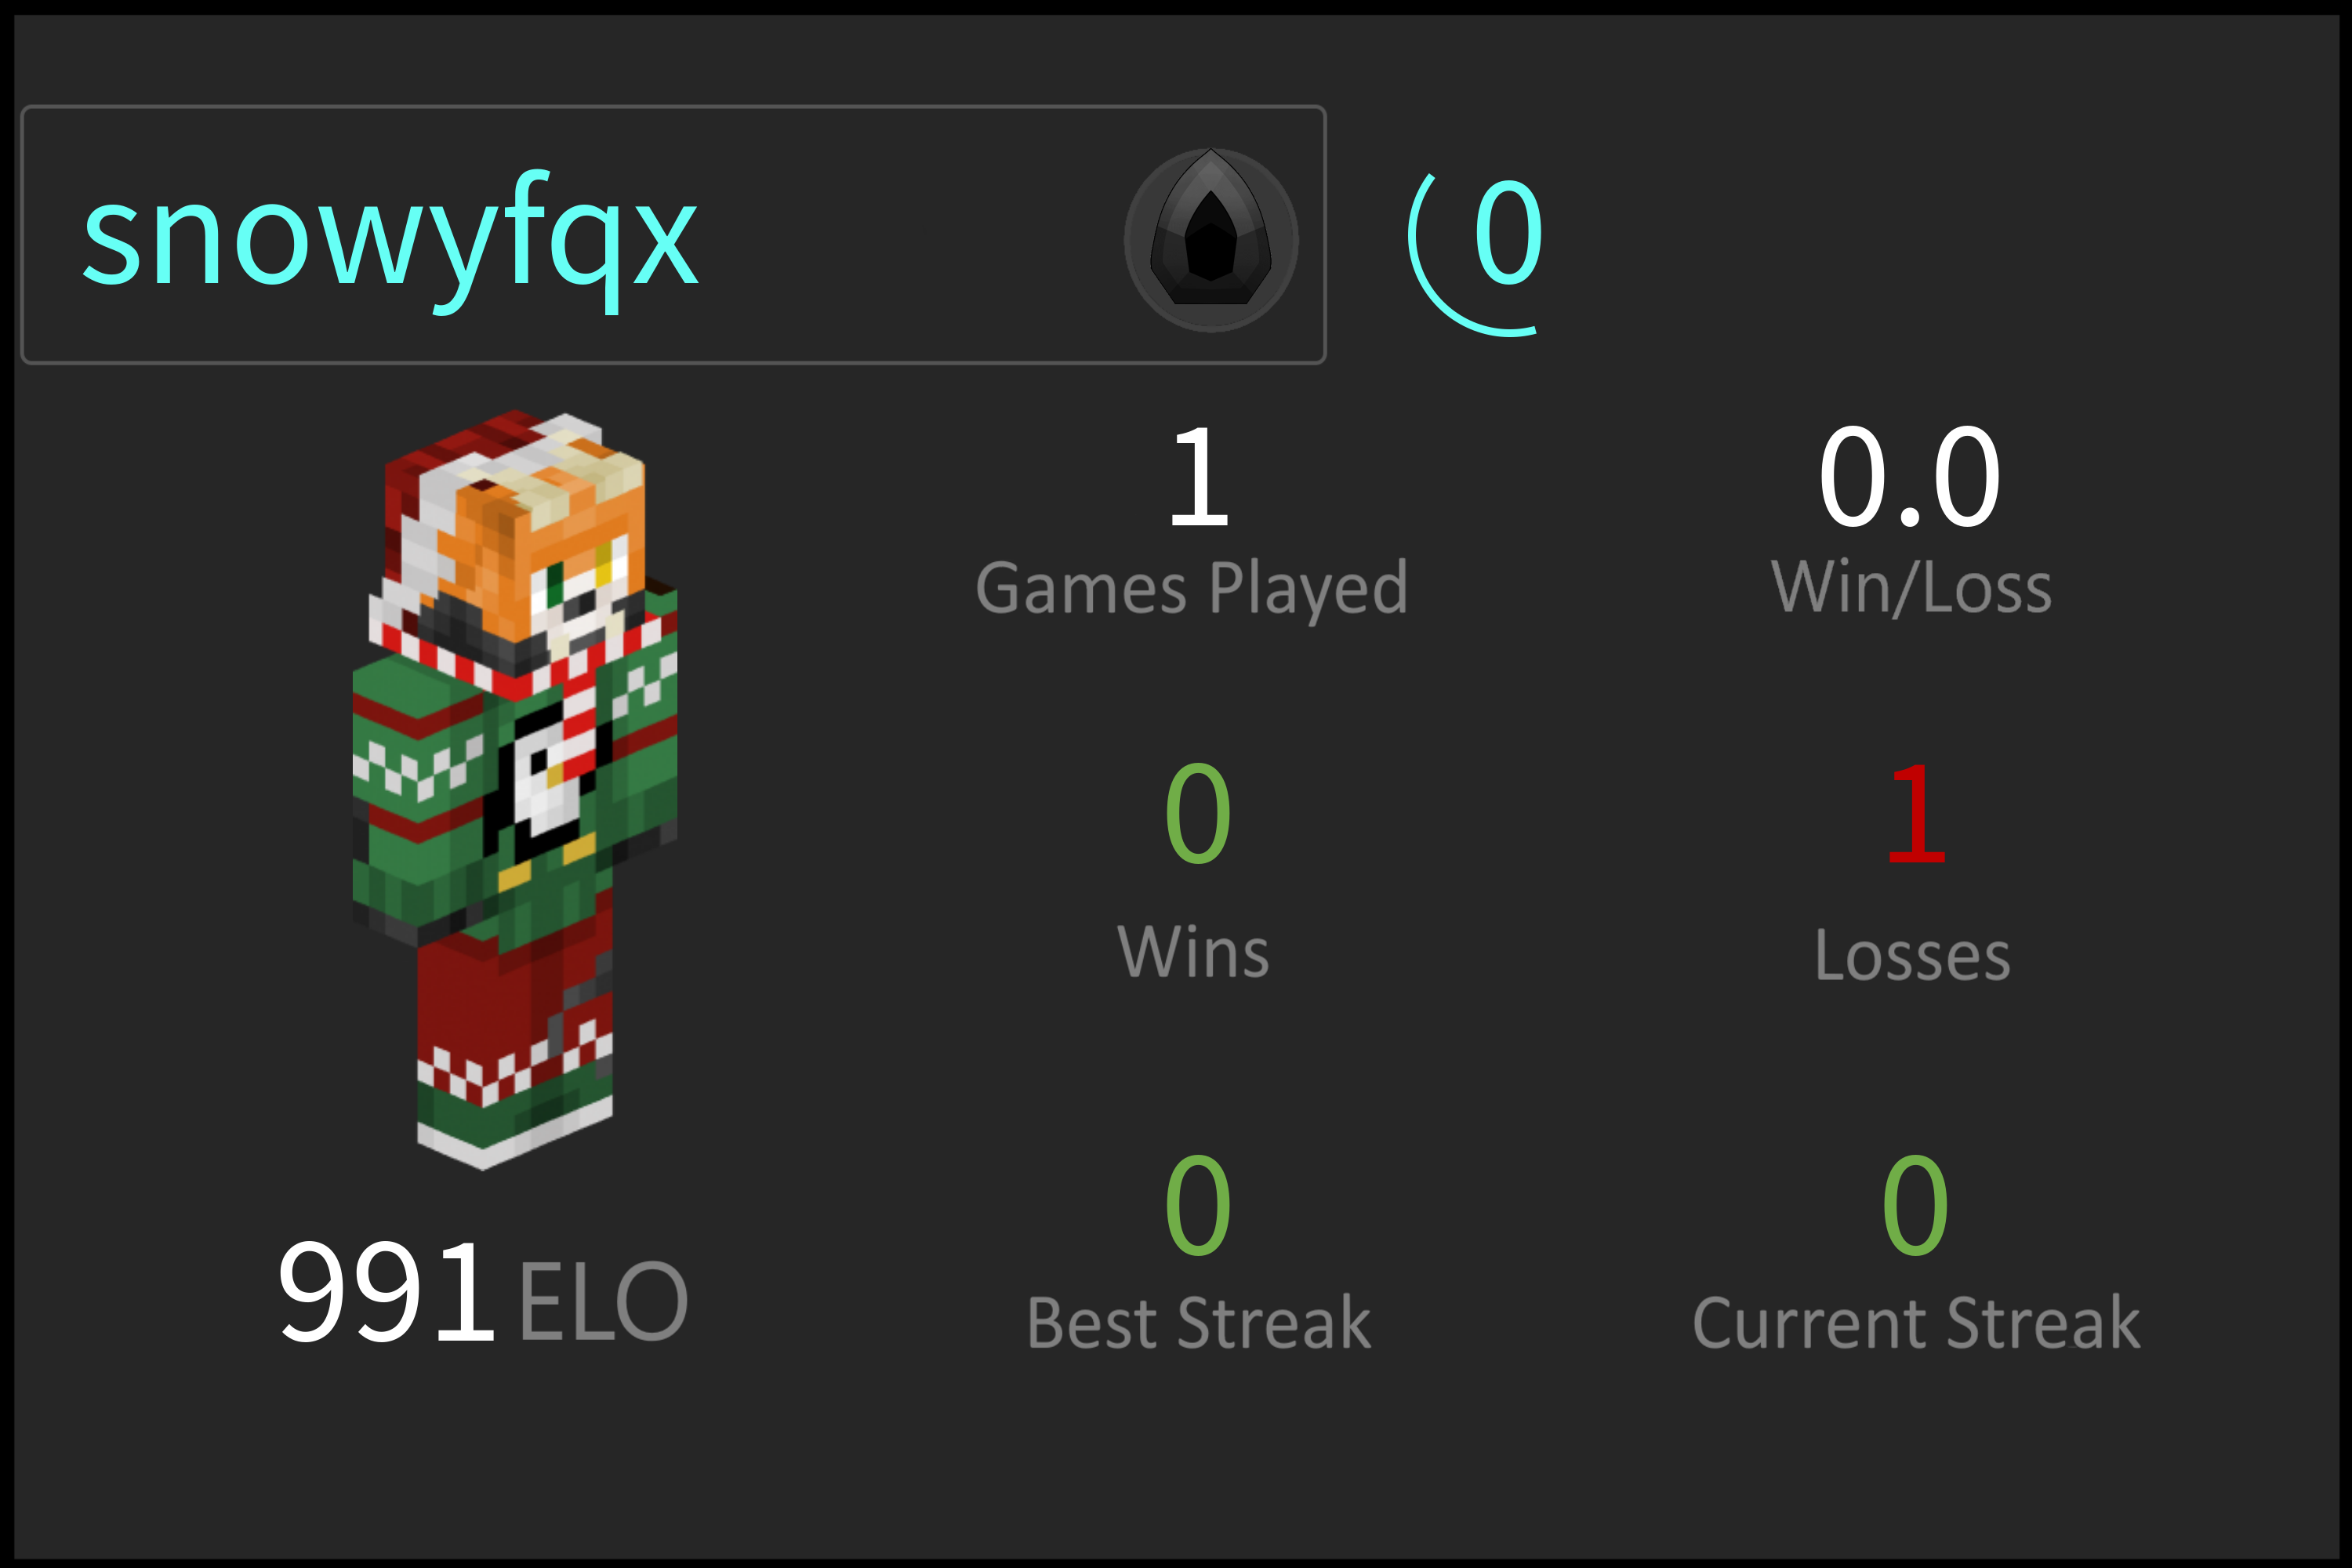 snowyfqx
0
1
0.0
Games Played
Win/Loss
0
1
Wins
Losses
0
0
Best Streak
Current Streak
991 ELO